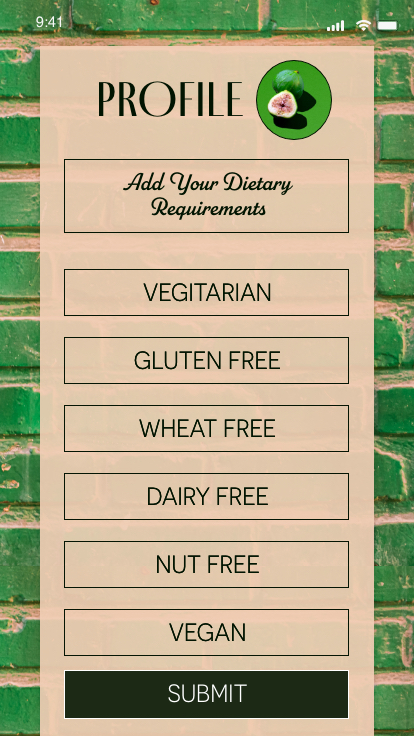 9:41
PROFILE
Add Your Dietary
Requirements
VEGITARIAN
GLUTEN FREE
WHEAT FREE
DAIRY FREE
NUT FREE
VEGAN
SUBMIT